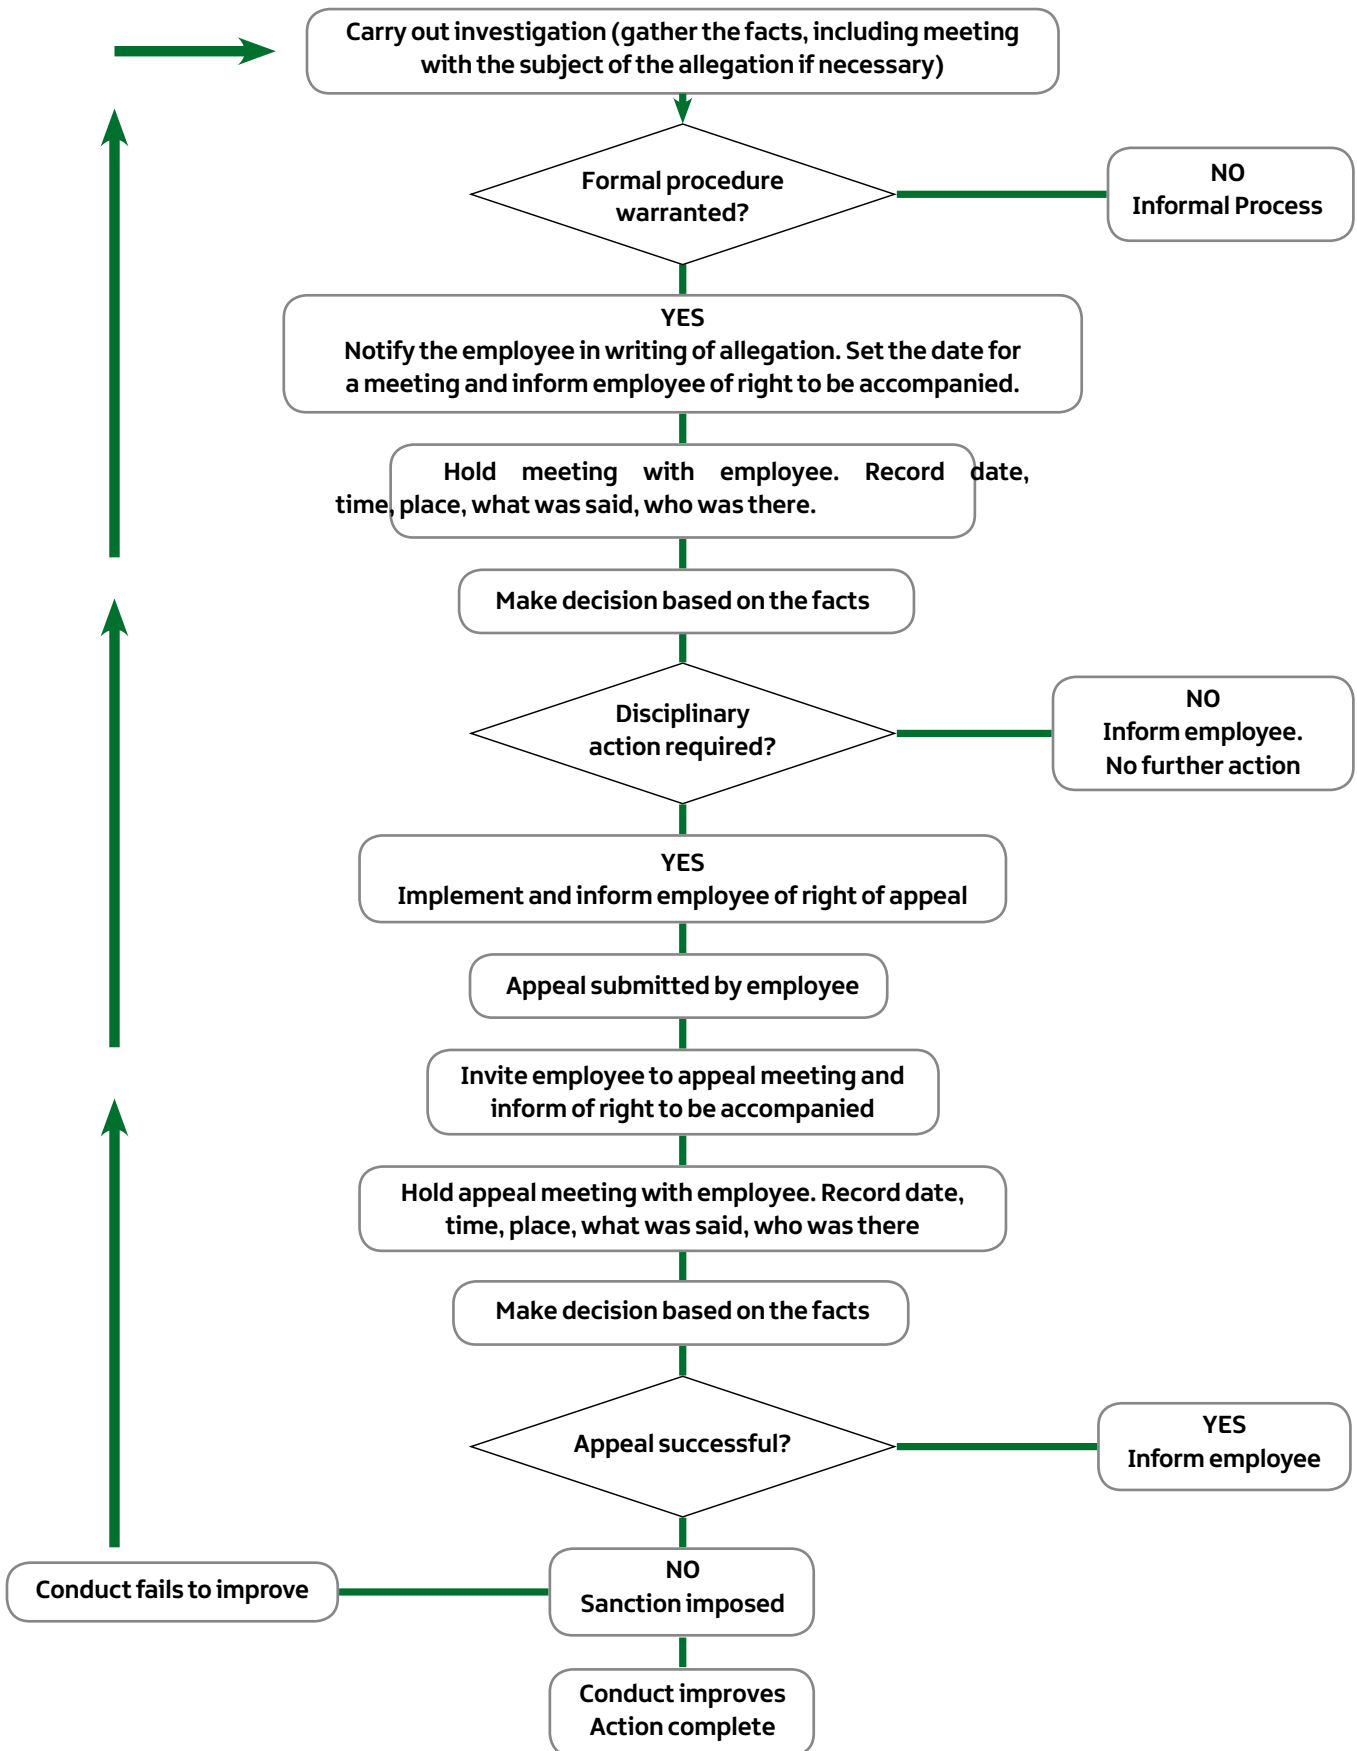 Carry out investigation (gather the facts, including meeting
with the subject of the allegation if necessary)
Formal procedure
warranted?
NO
Informal Process
YES
Notify the employee in writing of allegation. Set the date for
a meeting and inform employee of right to be accompanied.
Hold meeting with employee. Record date,
time, place, what was said, who was there.
Make decision based on the facts
Disciplinary
action required?
NO
Inform employee.
No further action
YES
Implement and inform employee of right of appeal
Appeal submitted by employee
Invite employee to appeal meeting and
inform of right to be accompanied
Hold appeal meeting with employee. Record date,
time, place, what was said, who was there
Make decision based on the facts
Appeal successful?
YES
Inform employee
NO
Sanction imposed
Conduct fails to improve
Conduct improves
Action complete